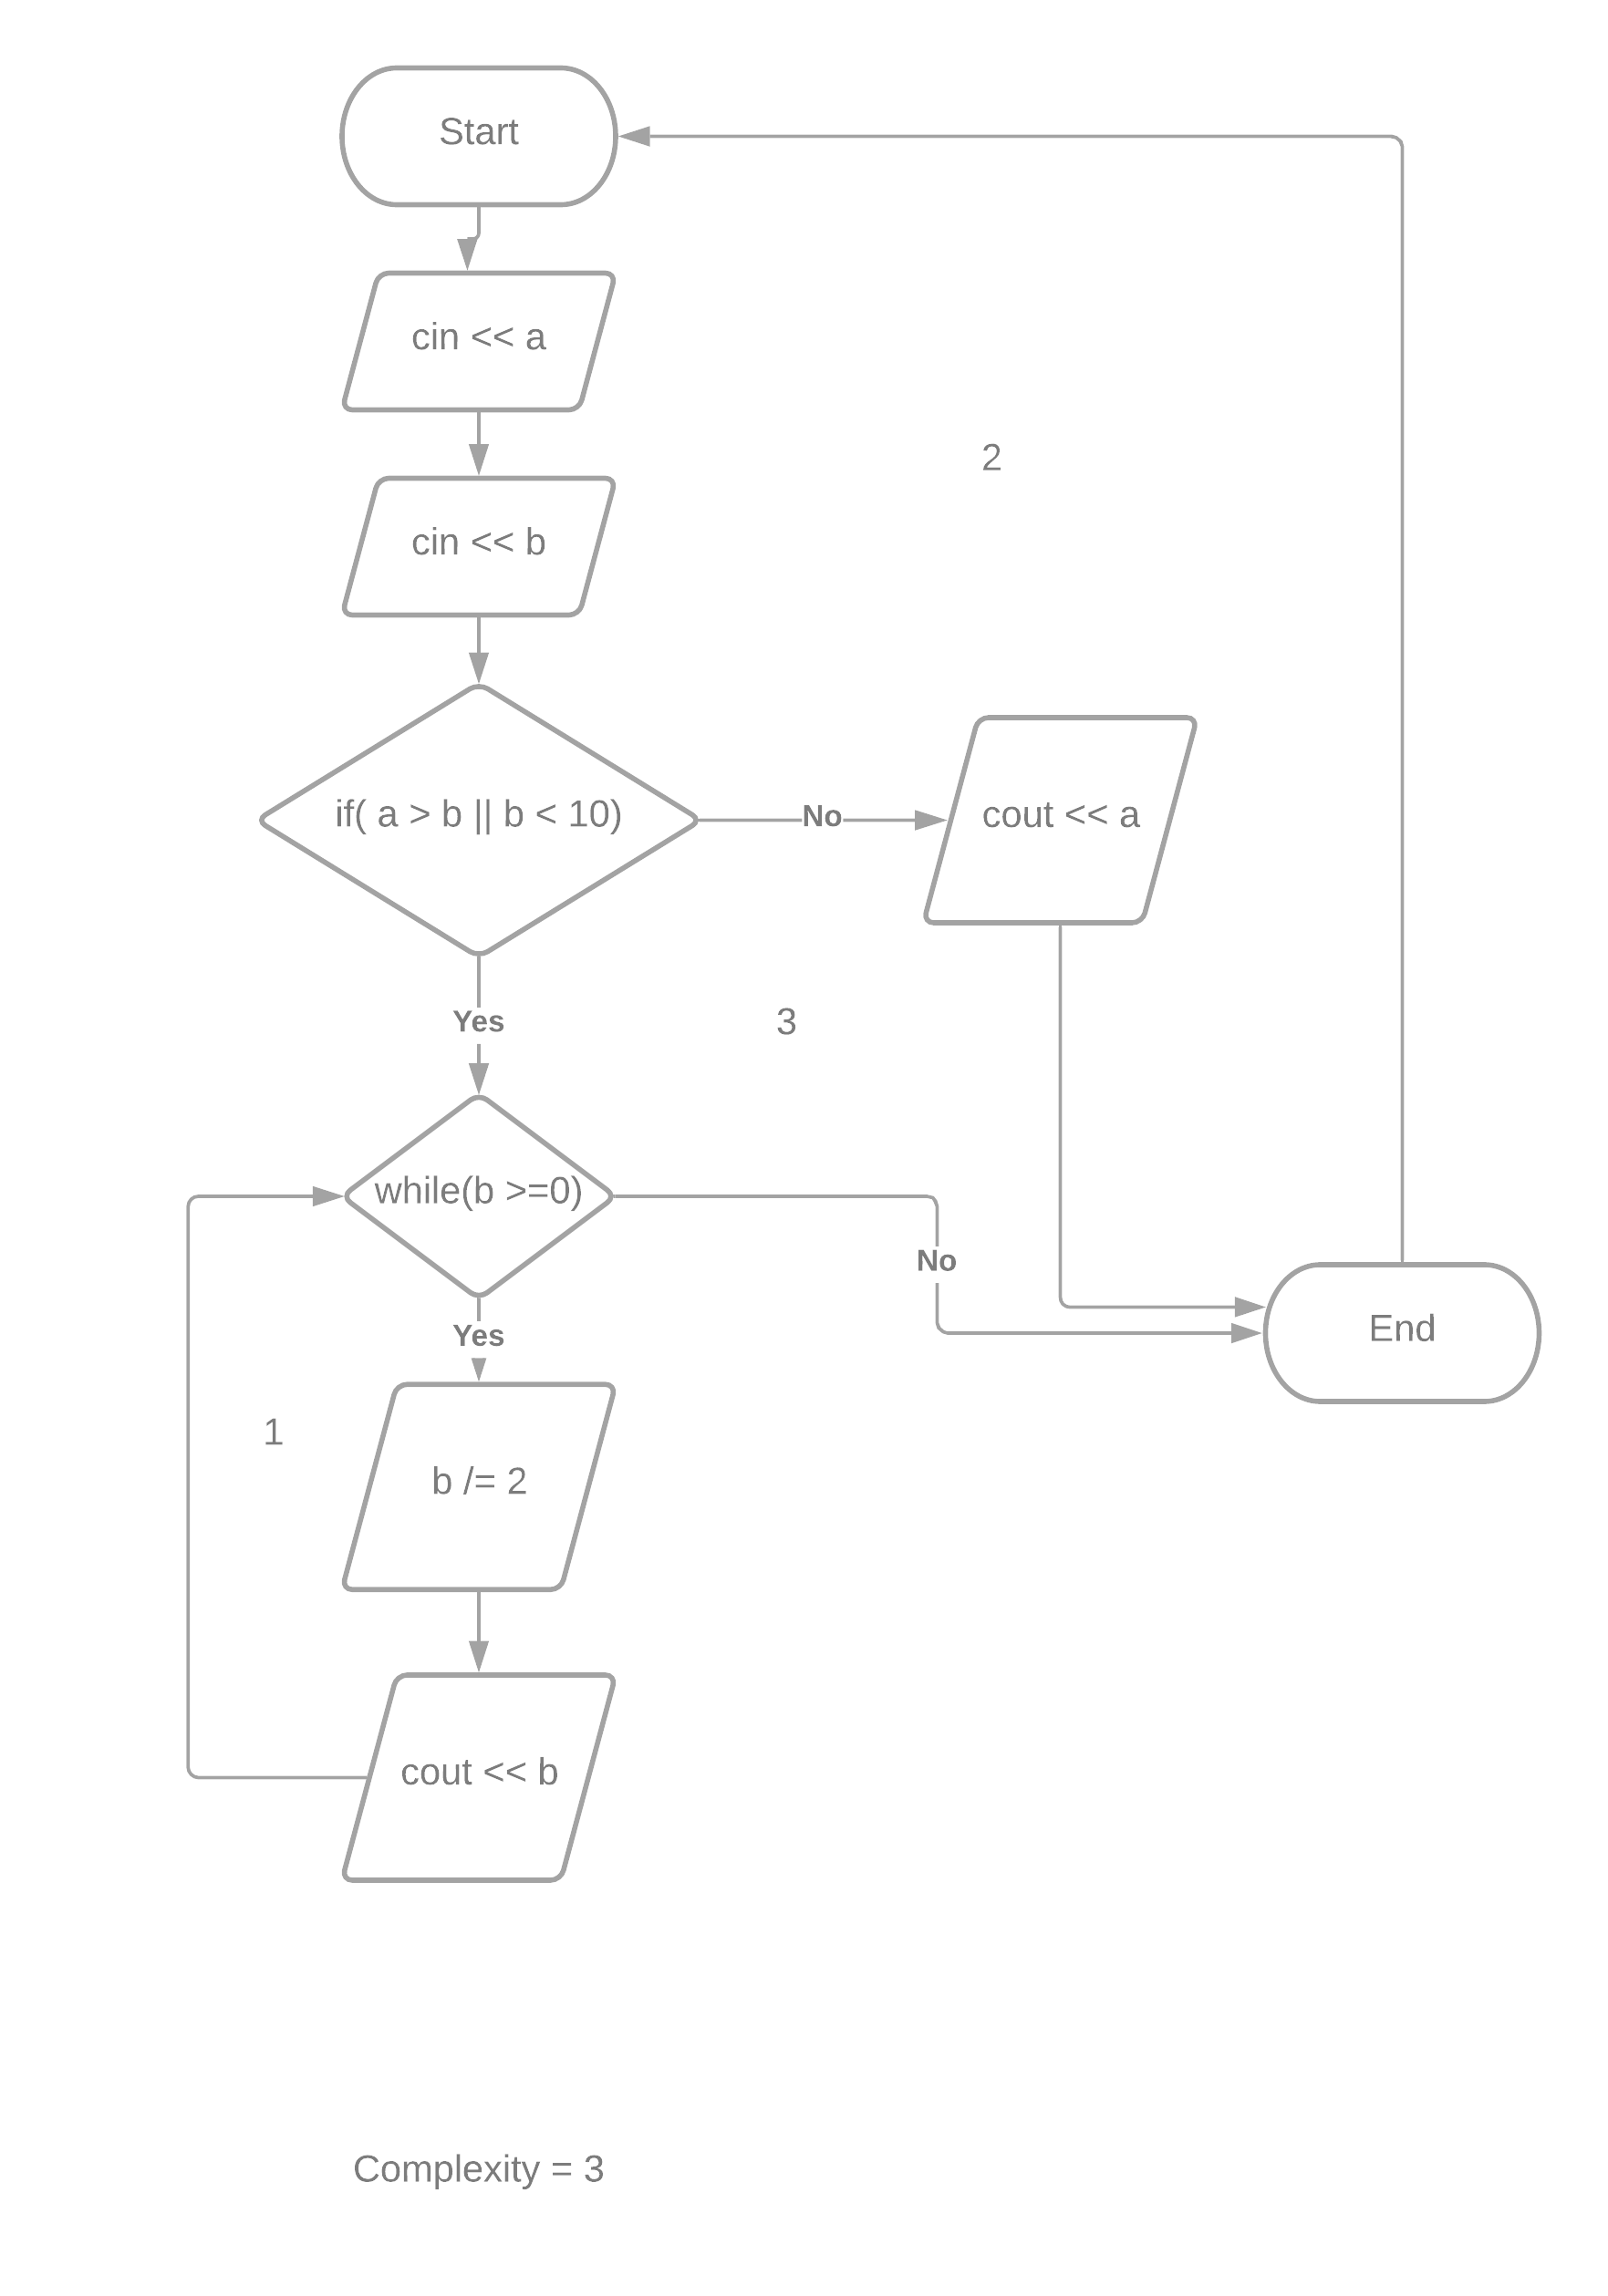 Start
cin << a
cin << b
2
if( a > b || b < 10)
No
cout << a
Yes
3
while(b >=0)
No
Yes
End
1
b /= 2
cout << b
Complexity = 3